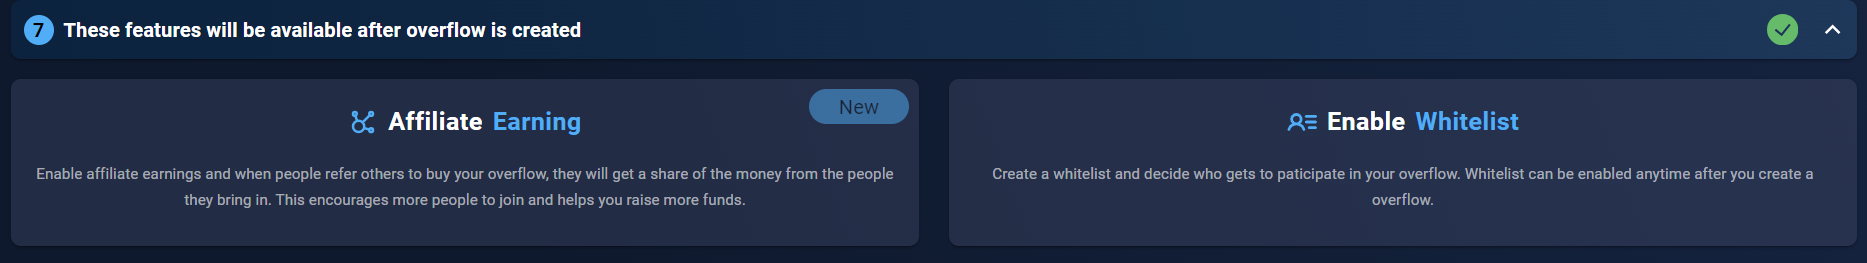 7 These features will be available after overflow is created
New
Affiliate Earning
Enable affiliate earnings and when people refer others to buy your overflow, they will get a share of the money from the people
they bring in. This encourages more people to join and helps you raise more funds.
Enable Whitelist
Create a whitelist and decide who gets to paticipate in your overflow. Whitelist can be enabled anytime after you create a
overflow.